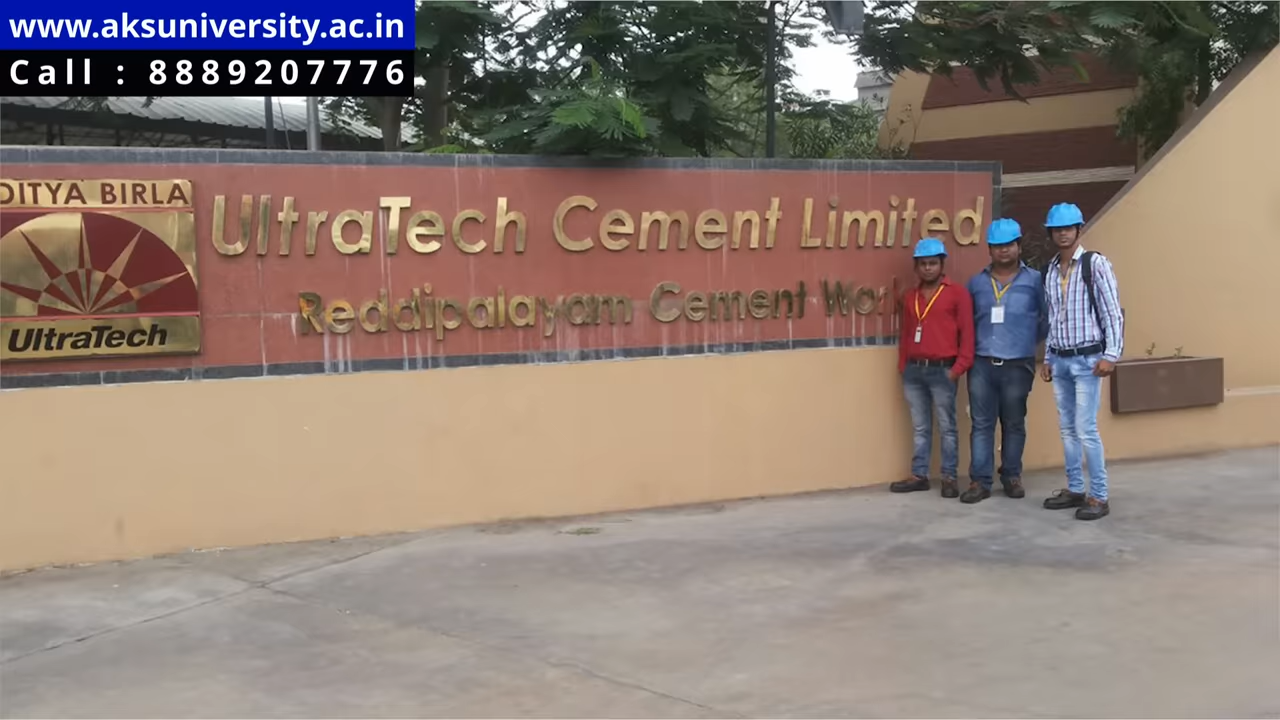 www.aksuniversity.ac.in
Call : 8889207776
DITYA BIRLA
UltraTech
UltraTech Cement Limited
Reddipalayam Cement Wor